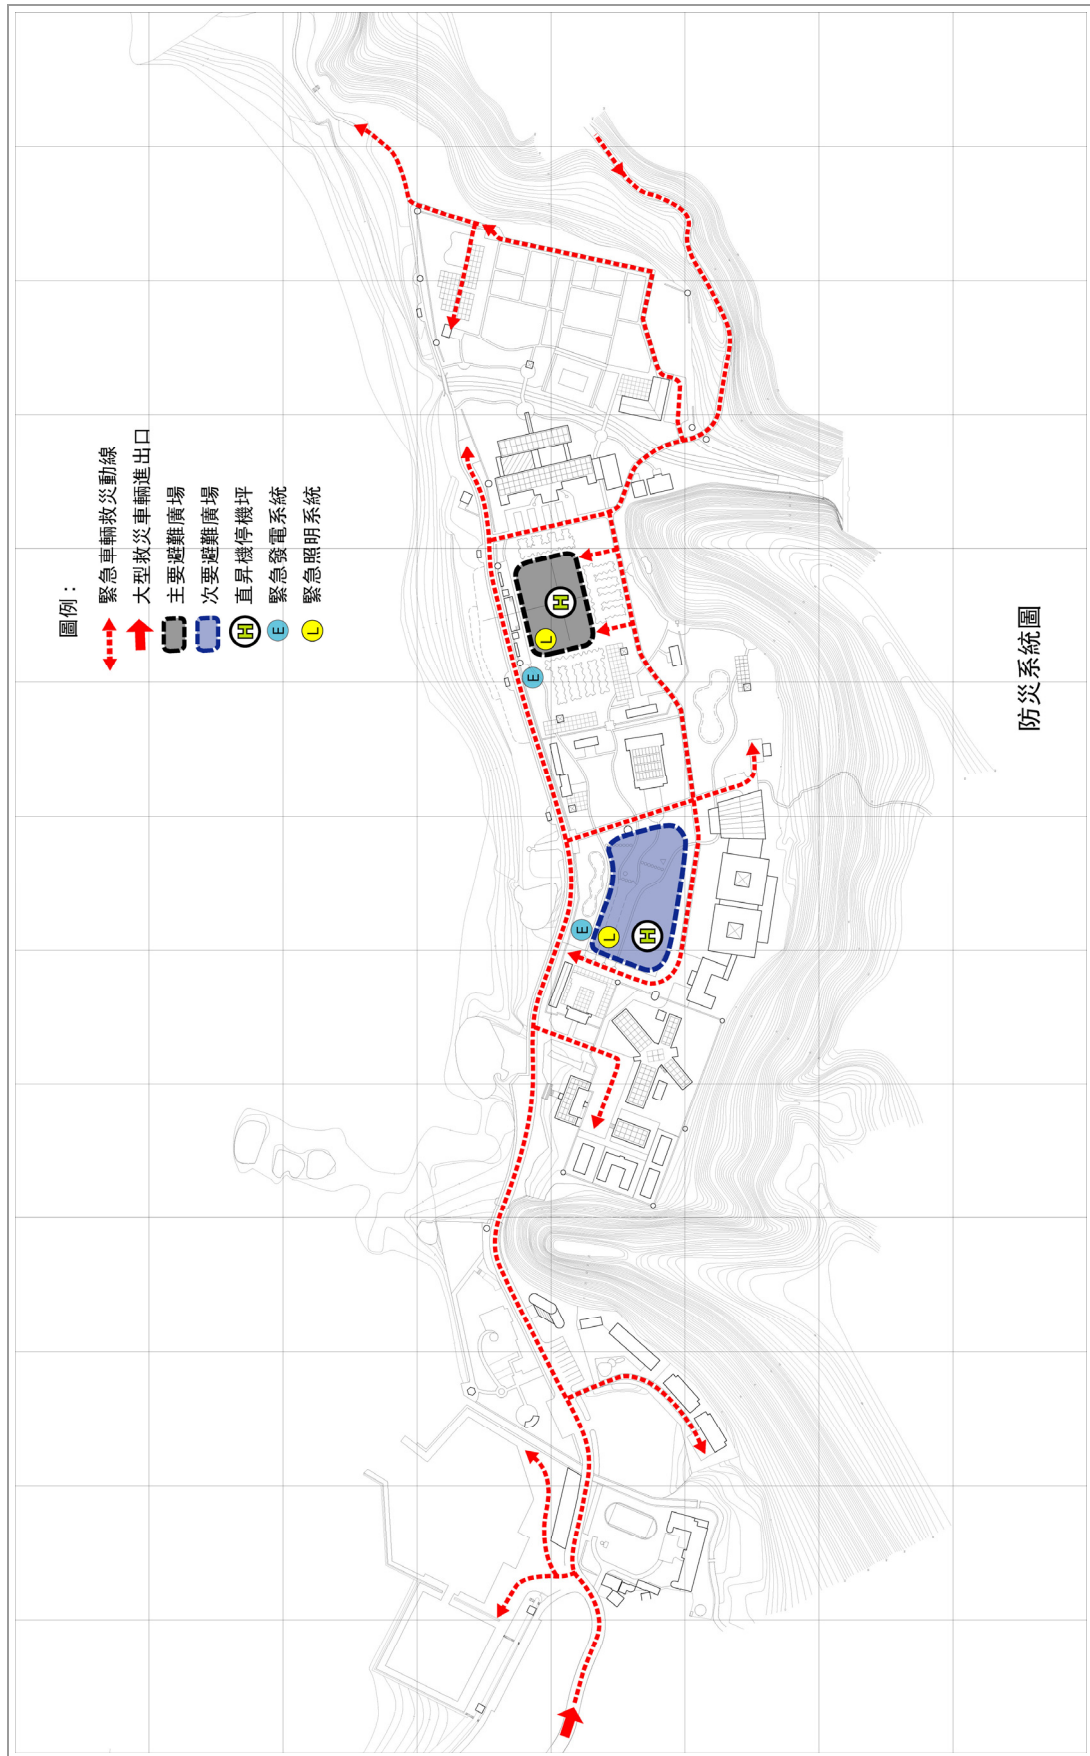 圖例：
緊急車輛救災動線
大型救災車輛進出口
主要避難廣場
次要避難廣場
H 直昇機停機坪
E 緊急發電系統
L 緊急照明系統
H
L
E
E
L
H
防災系統圖